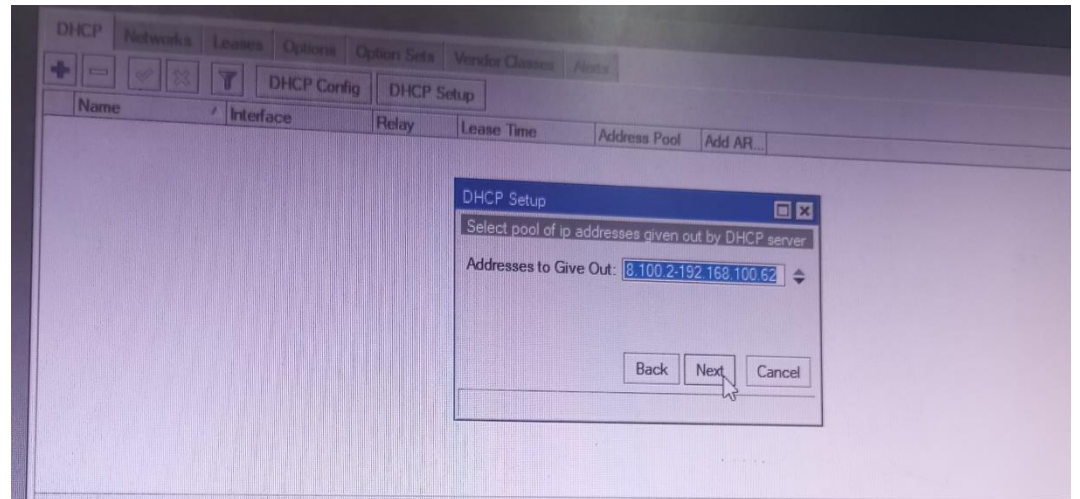 DHCP Networks Leases Options Option Sets Vendor Classes Alerts
DHCP Config DHCP Setup
Name Interface Relay Lease Time Address Pool Add AR...
DHCP Setup
Select pool of ip addresses given out by DHCP server
Addresses to Give Out: 8.100.2-192.168.100.62
Back Next Cancel